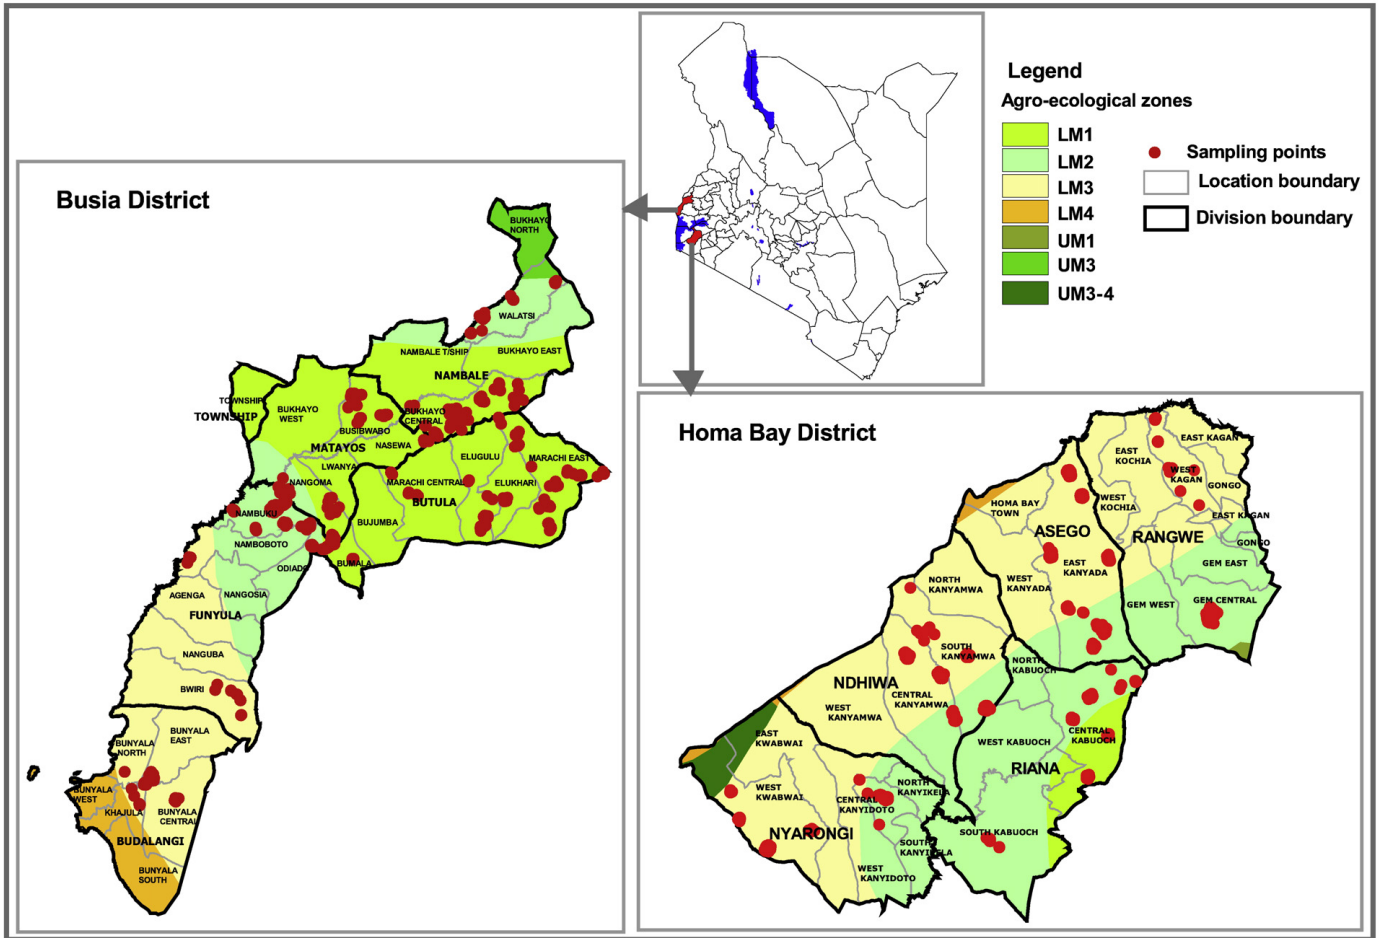 Legend
Agro-ecological zones
LM1
LM2
LM3
LM4
UM1
UM3
UM3-4
Sampling points
Location boundary
Division boundary
Busia District
BUKHAYO
NORTH
WALATSI
NAMBALE T/SHIP
BUKHAYO EAST
NAMBALE
TOWNSHIP
TOWNSHIP
BUKHAYO
WEST
BUKHAYO
CENTRAL
BUSIBWABO
MATAYOS
NASEWA
LWANYA
NANGOMA
ELUGULU
MARACHI EAST
MARACHI CENTRAL
ELUKHARI
BUTULA
BUJUMBA
BUMALA
NAMBUKU
NAMBOBOTO
ODIADO
AGENGA
NANGOSIA
FUNYULA
NANGUBA
BWIRI
BUNYALA
EAST
BUNYALA
NORTH
BUNYALA
WEST
KHAJULA
BUNYALA
CENTRAL
BUDALANGI
BUNYALA
SOUTH
Homa Bay District
EAST KAGAN
EAST
KOCHIA
WEST
KAGAN
GONGO
WEST
KOCHIA
EAST KAGAN
HOMA BAY
TOWN
ASEGO
RANGWE
GONGO
EAST
KANYADA
GEM EAST
WEST
KANYADA
NORTH
KANYAMWA
GEM WEST
GEM CENTRAL
SOUTH
KANYAMWA
NORTH
KABUOCH
NDHIWA
CENTRAL
KANYAMWA
WEST
KANYAMWA
CENTRAL
KABUOCH
WEST KABUOCH
EAST
KWABWAI
RIANA
WEST
KWABWAI
NORTH
KANYIKELA
CENTRAL
KANYIDOTO
NYARONGI
SOUTH KABUOCH
SOUTH
KANYIKELA
WEST
KANYIDOTO